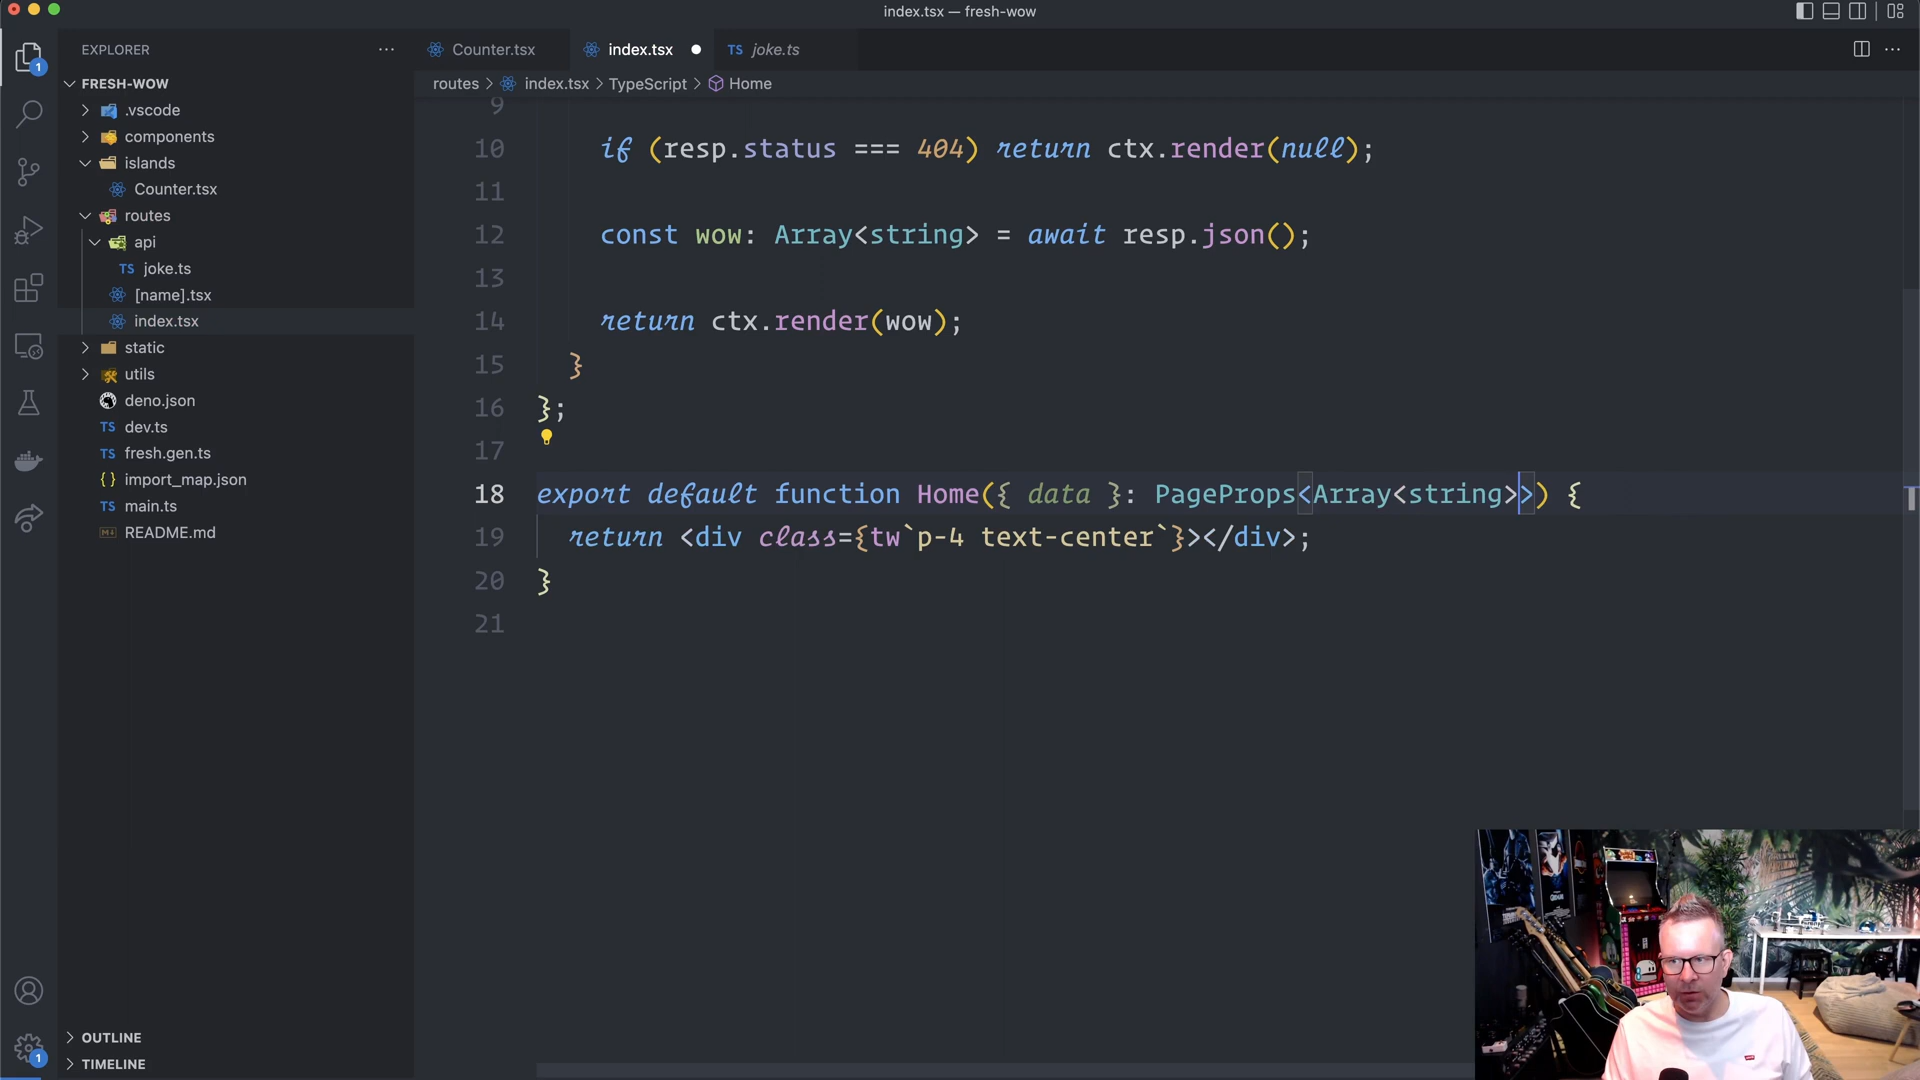 index.tsx — fresh-wow
EXPLORER
FRESH-WOW
.vscode
components
islands
Counter.tsx
routes
api
TS joke.ts
[name].tsx
index.tsx
static
utils
deno.json
TS dev.ts
TS fresh.gen.ts
{ } import_map.json
TS main.ts
README.md
OUTLINE
TIMELINE
1
1
Counter.tsx
index.tsx
TS joke.ts
routes > index.tsx > TypeScript > Home
9
10 if (resp.status === 404) return ctx.render(null);
11
12 const wow: Array<string> = await resp.json();
13
14 return ctx.render(wow);
15 }
16 };
17
18 export default function Home({ data }: PageProps<Array<string>>) {
19 return <div class={tw`p-4 text-center`}></div>;
20 }
21